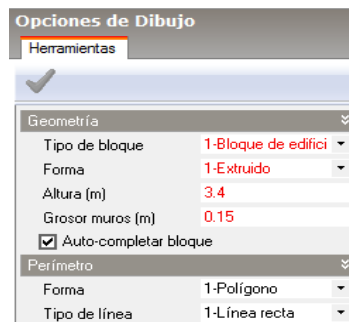 Opciones de Dibujo
Herramientas
Geometría
Tipo de bloque 1-Bloque de edifici
Forma 1-Extruido
Altura (m) 3.4
Grosor muros (m) 0.15
Auto-completar bloque
Perímetro
Forma 1-Polígono
Tipo de línea 1-Línea recta